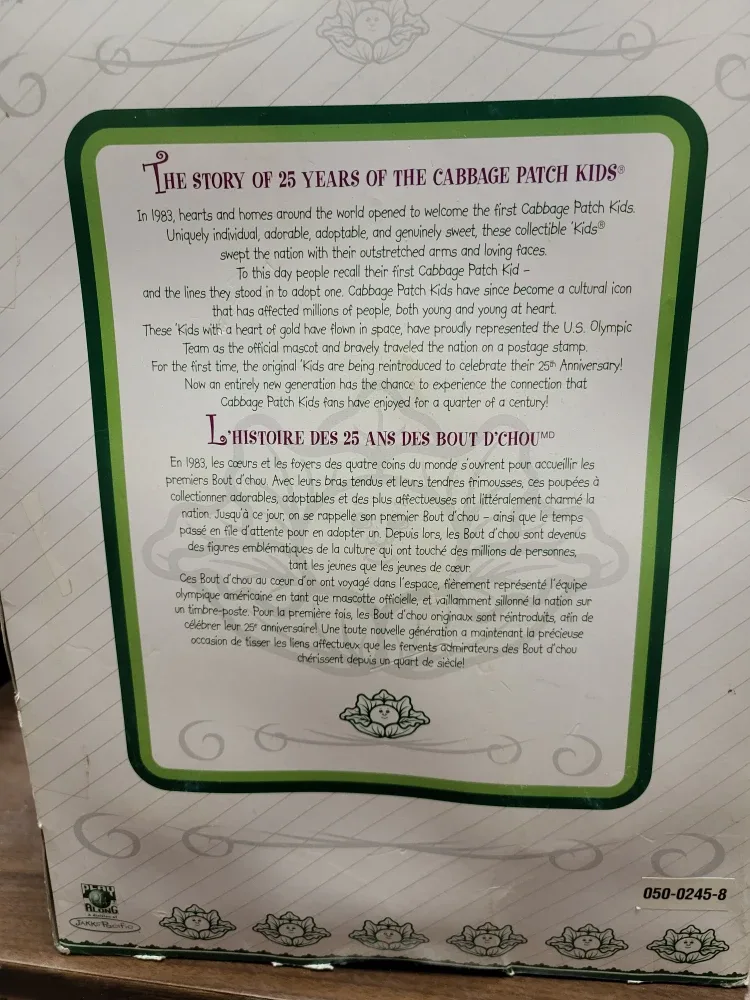 THE STORY OF 25 YEARS OF THE CABBAGE PATCH KIDS®
In 1983, hearts and homes around the world opened to welcome the first Cabbage Patch Kids.
Uniquely individual, adorable, adoptable, and genuinely sweet, these collectible 'Kids®
swept the nation with their outstretched arms and loving faces.
To this day people recall their first Cabbage Patch Kid –
and the lines they stood in to adopt one. Cabbage Patch Kids have since become a cultural icon
that has affected millions of people, both young and young at heart.
These 'Kids with a heart of gold have flown in space, have proudly represented the U.S. Olympic
Team as the official mascot and bravely traveled the nation on a postage stamp.
For the first time, the original 'Kids are being reintroduced to celebrate their 25th Anniversary!
Now an entirely new generation has the chance to experience the connection that
Cabbage Patch Kids fans have enjoyed for a quarter of a century!
L'HISTOIRE DES 25 ANS DES BOUT D'CHOU MD
En 1983, les cœurs et les foyers des quatre coins du monde s'ouvrent pour accueillir les
premiers Bout d'chou. Avec leurs bras tendus et leurs tendres frimousses, ces poupées à
collectionner adorables, adoptables et des plus affectueuses ont littéralement charmé la
nation. Jusqu'à ce jour, on se rappelle son premier Bout d'chou – ainsi que le temps
passé en file d'attente pour en adopter un. Depuis lors, les Bout d'chou sont devenus
des figures emblématiques de la culture qui ont touché des millions de personnes,
tant les jeunes que les jeunes de cœur.
Ces Bout d'chou au cœur d'or ont voyagé dans l'espace, fièrement représenté l'équipe
olympique américaine en tant que mascotte officielle, et vaillamment sillonné la nation sur
un timbre-poste. Pour la première fois, les Bout d'chou originaux sont réintroduits, afin de
célébrer leur 25e anniversaire! Une toute nouvelle génération a maintenant la précieuse
occasion de tisser les liens affectueux que les fervents admirateurs des Bout d'chou
chérissent depuis un quart de siècle!
PLAY
ALONG
A division of
JAKKS Pacific
050-0245-8